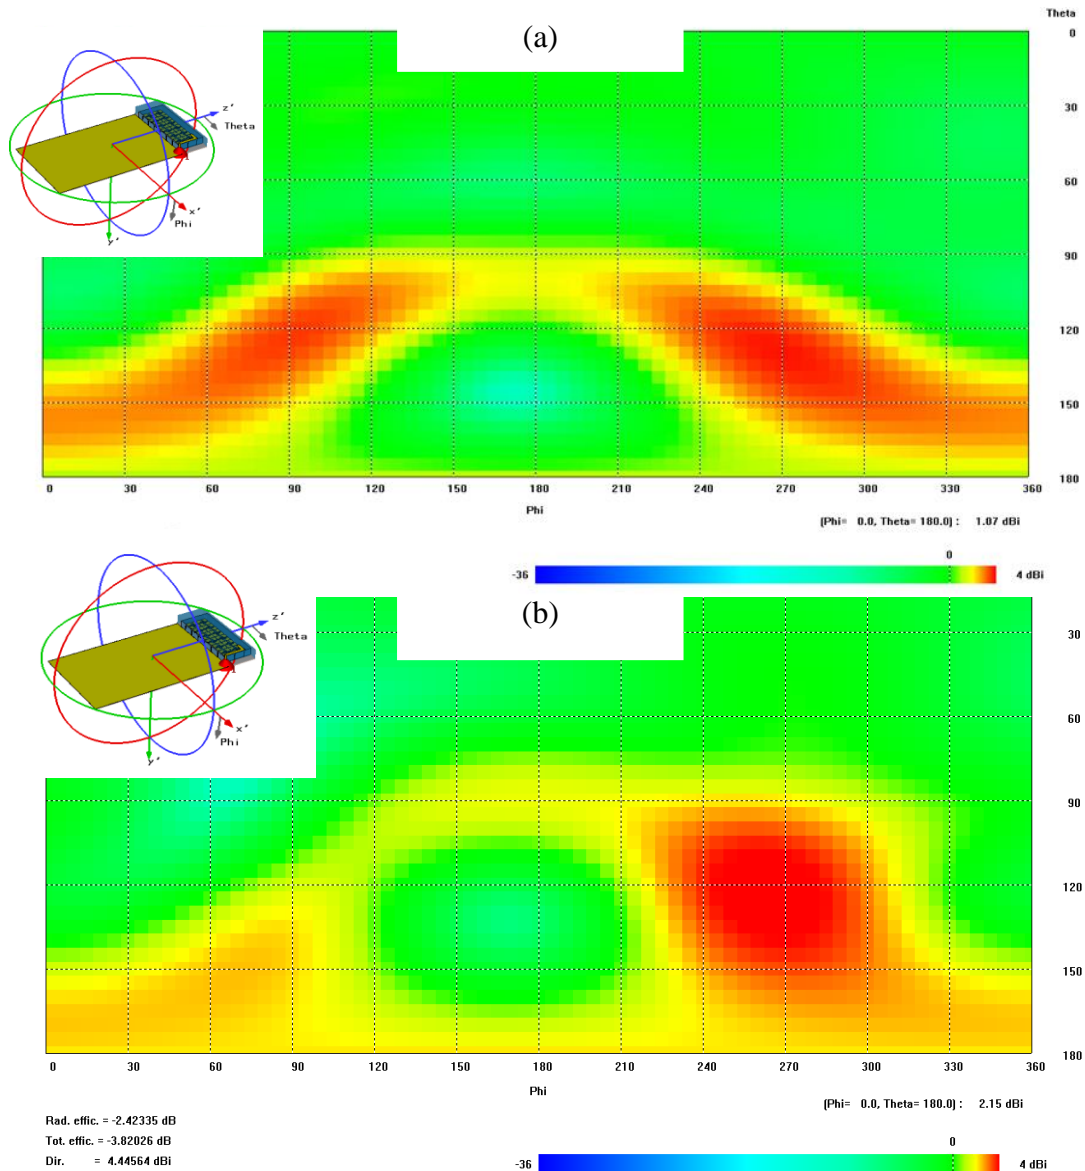 Theta
(a)
0
z'
Theta
1
30
x'
Phi
y'
60
90
120
150
180
0 30 60 90 120 150 180 210 240 270 300 330 360
Phi
(Phi= 0.0, Theta= 180.0) : 1.07 dBi
0
-36 4 dBi
(b)
z'
Theta
1
30
x'
Phi
y'
60
90
120
150
180
0 30 60 90 120 150 180 210 240 270 300 330 360
Phi
(Phi= 0.0, Theta= 180.0) : 2.15 dBi
Rad. effic. = -2.42335 dB
Tot. effic. = -3.82026 dB
Dir. = 4.44564 dBi
0
-36 4 dBi